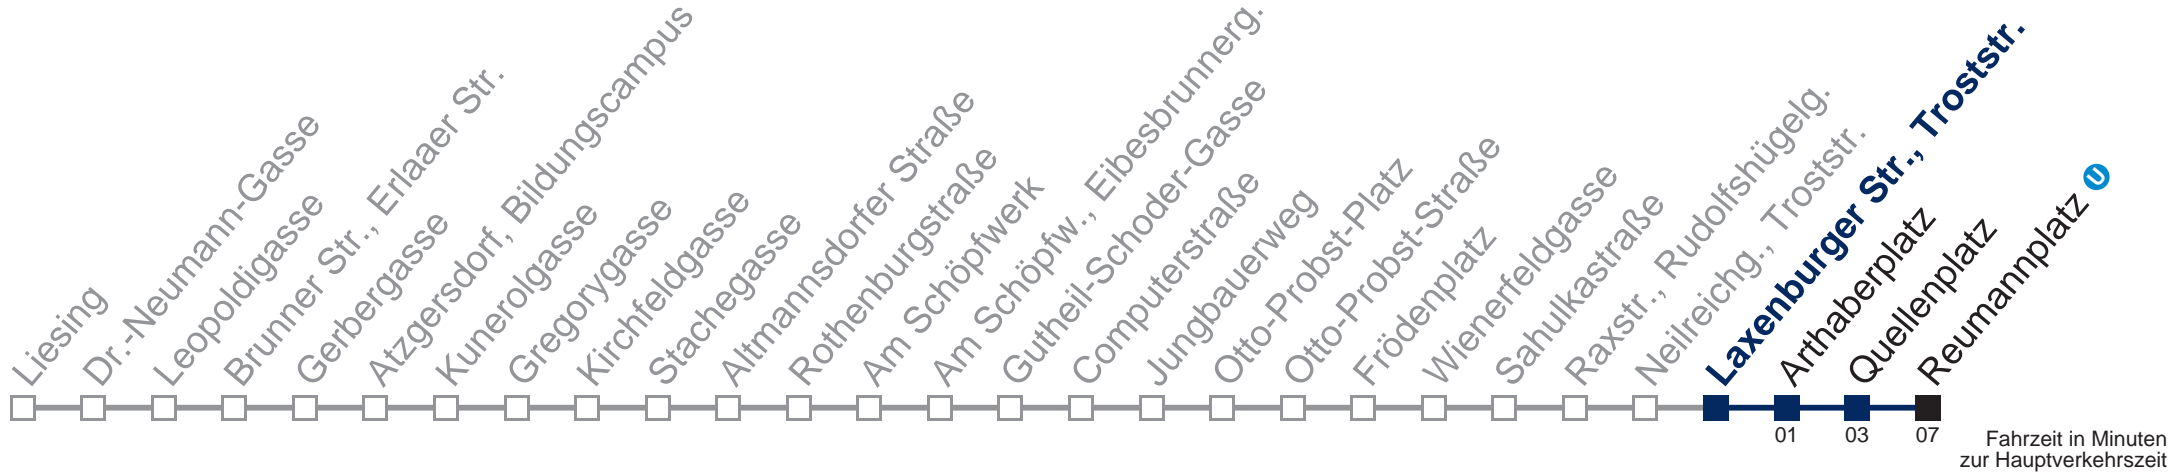 Liesing
Dr.-Neumann-Gasse
Leopoldigasse
Brunner Str., Erlaaer Str.
Gerbergasse
Atzgersdorf, Bildungscampus
Kunerolgasse
Gregorygasse
Kirchfeldgasse
Stachegasse
Altmannsdorfer Straße
Rothenburgstraße
Am Schöpfwerk
Am Schöpfw., Eibesbrunnerg.
Gutheil-Schoder-Gasse
Computerstraße
Jungbauerweg
Otto-Probst-Platz
Otto-Probst-Straße
Frödenplatz
Wienerfeldgasse
Sahulkastraße
Raxstr., Rudolfshügelg.
Neilreichg., Troststr.
Laxenburger Str., Troststr.
Arthaberplatz
Quellenplatz
Reumannplatz U
01
03
07
Fahrzeit in Minuten
zur Hauptverkehrszeit